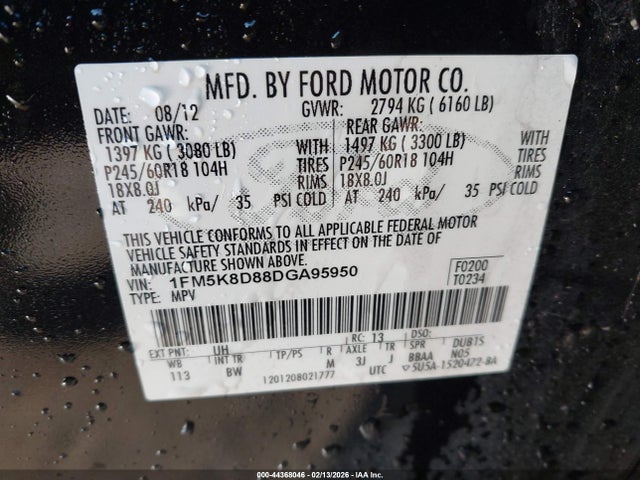 MFD. BY FORD MOTOR CO.
DATE: 08/12 GVWR: 2794 KG ( 6160 LB)
FRONT GAWR: REAR GAWR:
1397 KG ( 3080 LB) WITH 1497 KG ( 3300 LB) WITH
P245/60R18 104H TIRES P245/60R18 104H TIRES
18X8.0J RIMS 18X8.0J RIMS
AT 240 kPa/ 35 PSI COLD AT 240 kPa/ 35 PSI COLD
THIS VEHICLE CONFORMS TO ALL APPLICABLE FEDERAL MOTOR
VEHICLE SAFETY STANDARDS IN EFFECT ON THE DATE OF
MANUFACTURE SHOWN ABOVE.
VIN: 1FM5K8D88DGA95950 F0200
TYPE: MPV T0234
EXT PNT: UH RC: 13 DSO:
WB INT TR TP/PS R AXLE TR SPR DUBTS
113 BW M 3J J BBAA N05
1201208021777 UTC 5U5A-1520472-BA
000-44368046 - 02/13/2026 - IAA Inc.